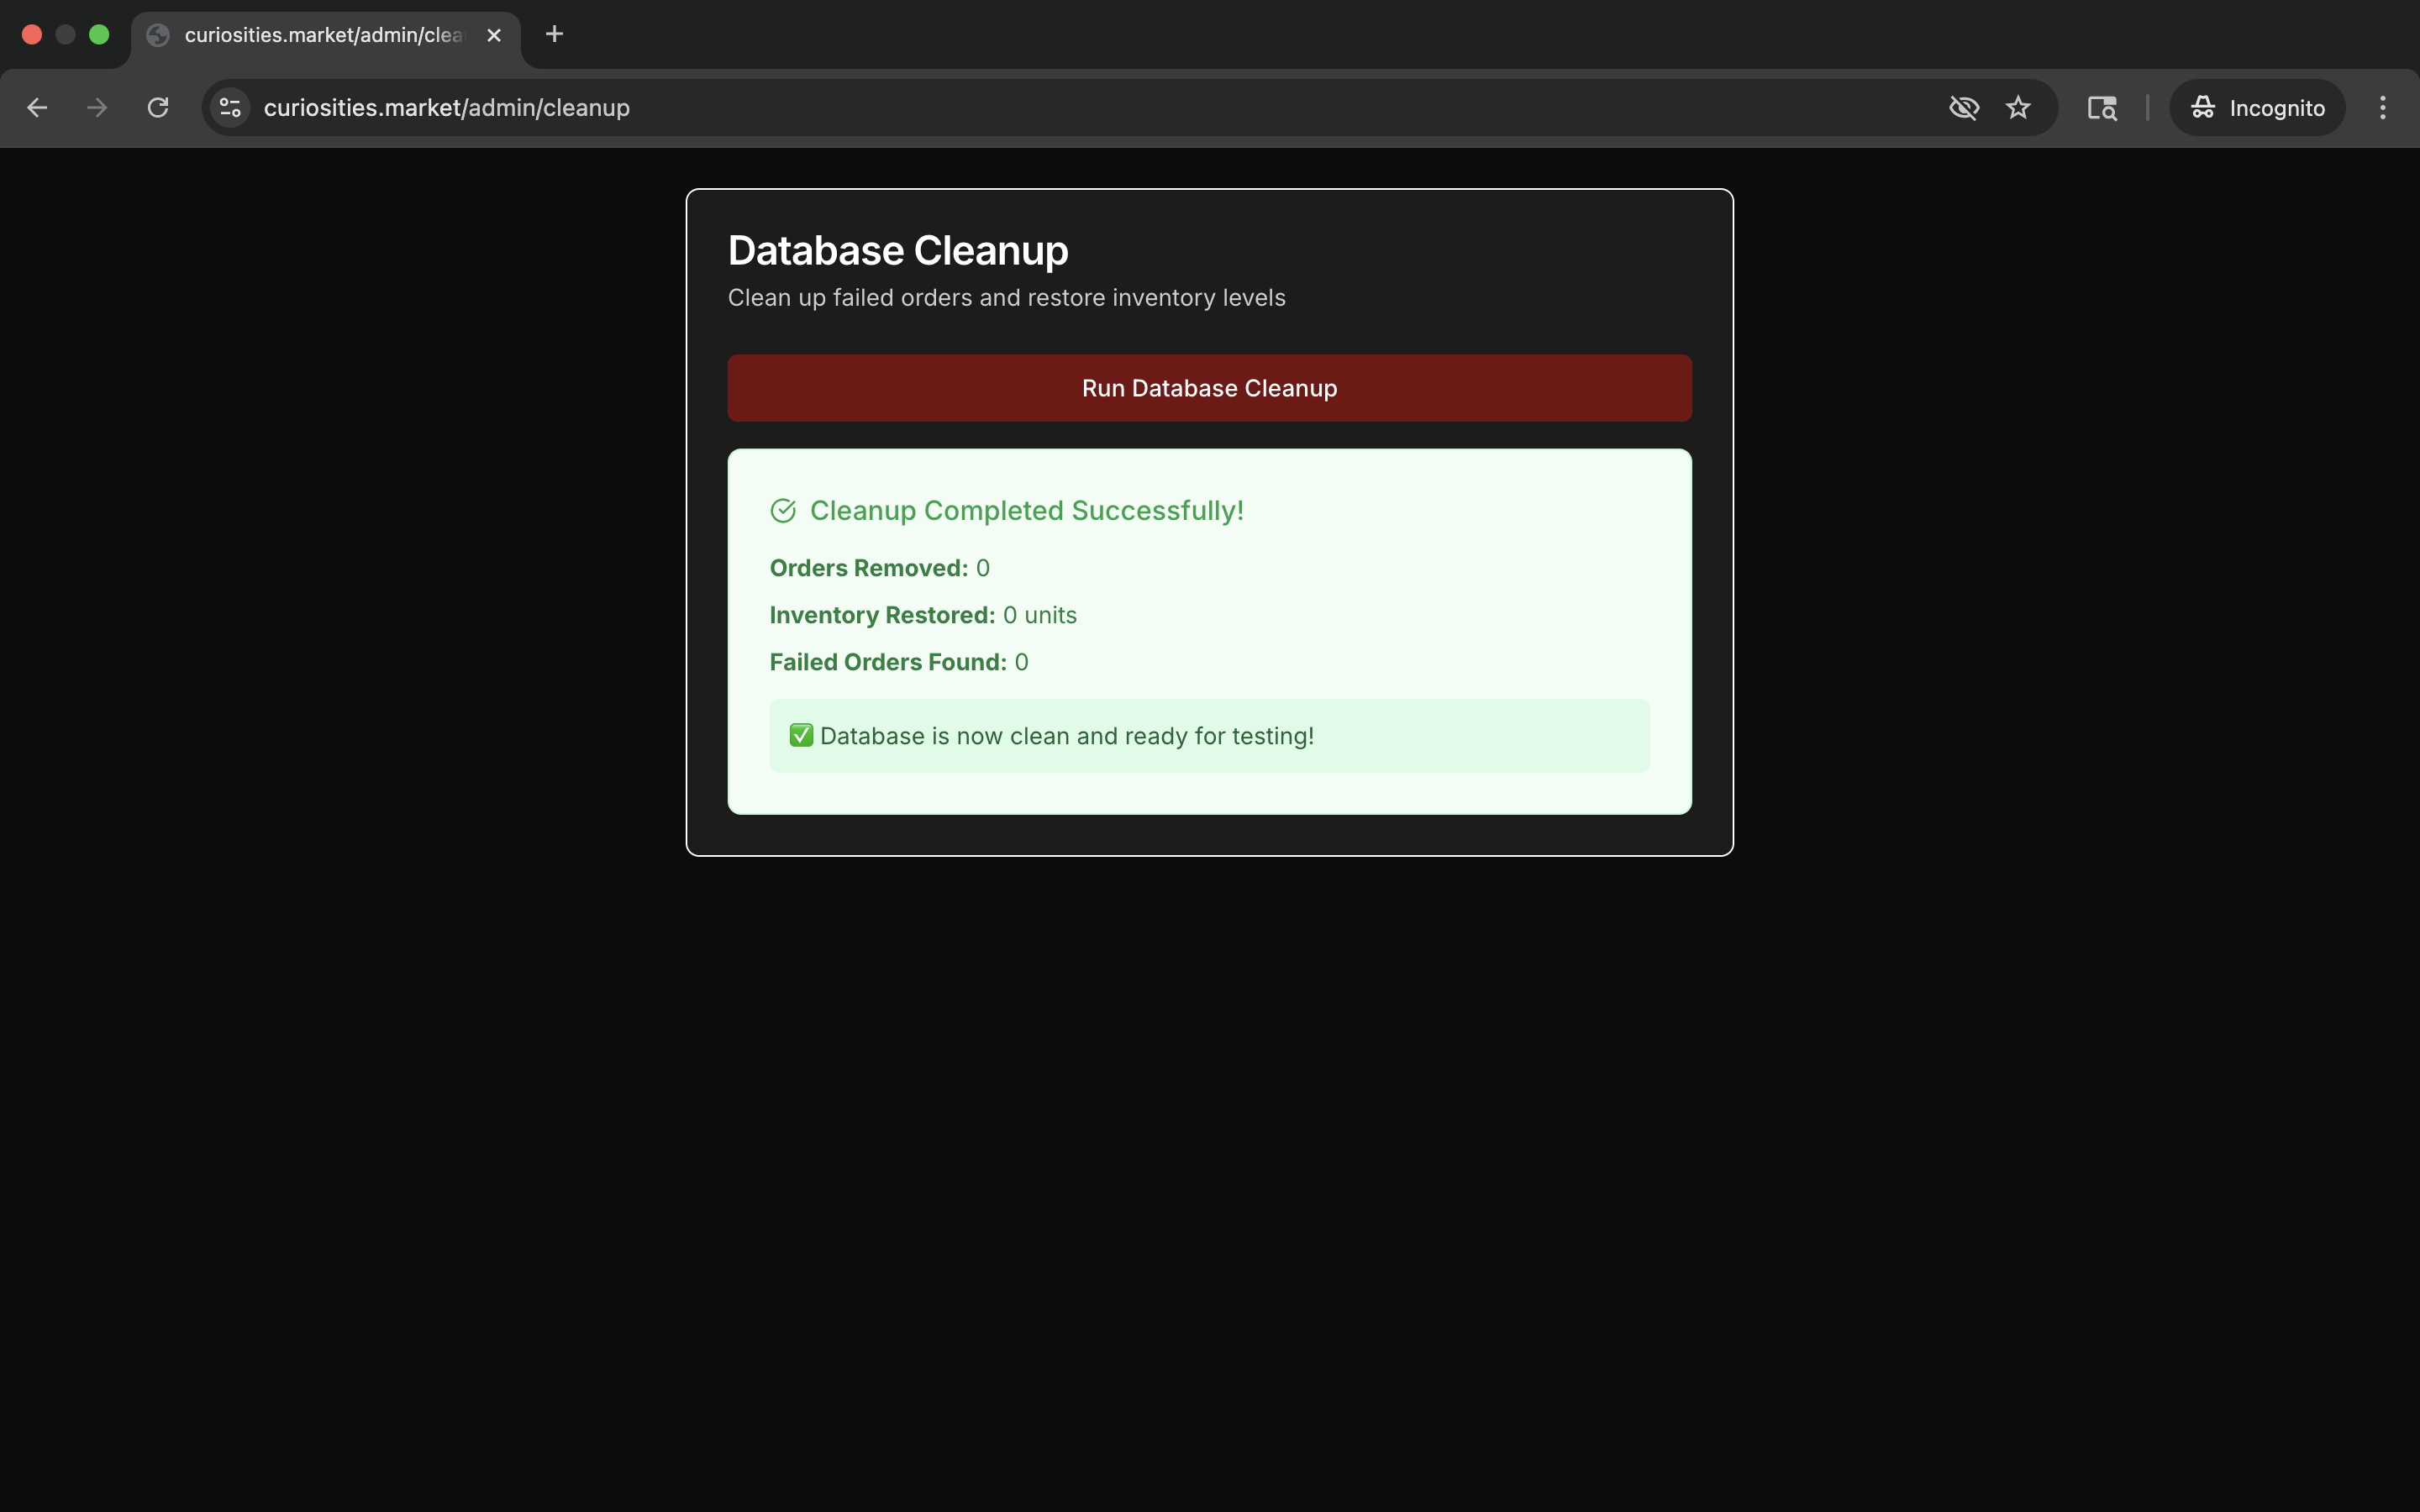 curiosities.market/admin/clea
curiosities.market/admin/cleanup
Incognito
Database Cleanup
Clean up failed orders and restore inventory levels
Run Database Cleanup
Cleanup Completed Successfully!
Orders Removed: 0
Inventory Restored: 0 units
Failed Orders Found: 0
✅ Database is now clean and ready for testing!